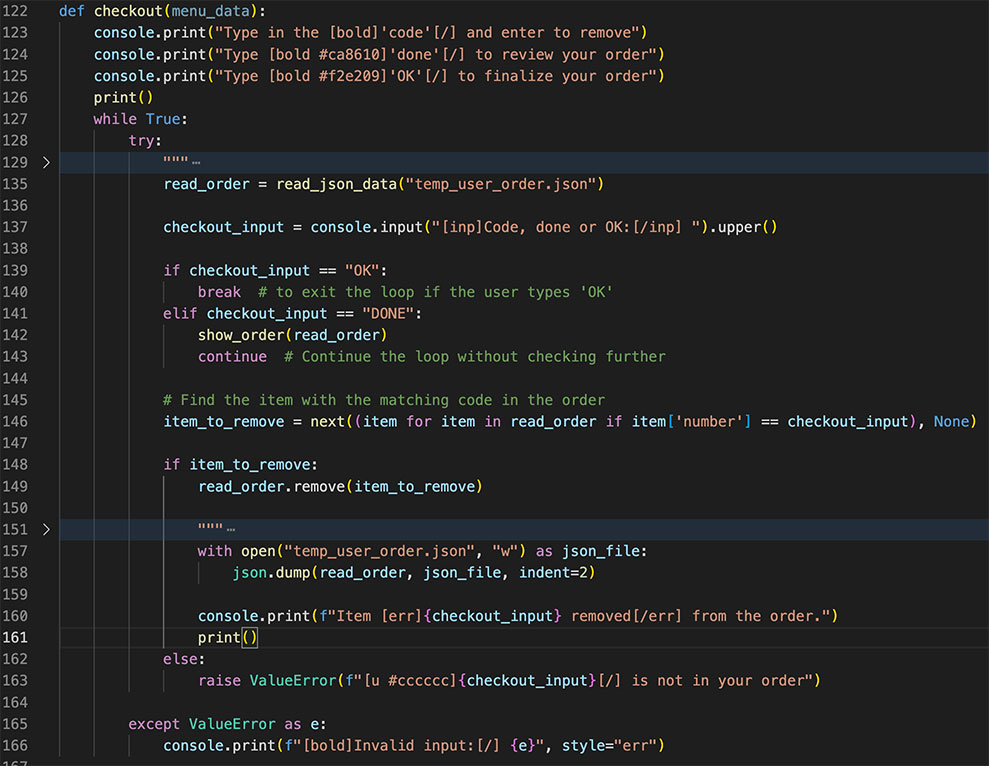 122 def checkout(menu_data):
123     console.print("Type in the [bold]'code'[/] and enter to remove")
124     console.print("Type [bold #ca8610]'done'[/] to review your order")
125     console.print("Type [bold #f2e209]'OK'[/] to finalize your order")
126     print()
127     while True:
128         try:
129             """…
135             read_order = read_json_data("temp_user_order.json")
136
137             checkout_input = console.input("[inp]Code, done or OK:[/inp] ").upper()
138
139             if checkout_input == "OK":
140                 break  # to exit the loop if the user types 'OK'
141             elif checkout_input == "DONE":
142                 show_order(read_order)
143                 continue  # Continue the loop without checking further
144
145             # Find the item with the matching code in the order
146             item_to_remove = next((item for item in read_order if item['number'] == checkout_input), None)
147
148             if item_to_remove:
149                 read_order.remove(item_to_remove)
150
151                 """…
157                 with open("temp_user_order.json", "w") as json_file:
158                     json.dump(read_order, json_file, indent=2)
159
160                 console.print(f"Item [err]{checkout_input} removed[/err] from the order.")
161                 print()
162             else:
163                 raise ValueError(f"[u #cccccc]{checkout_input}[/] is not in your order")
164
165         except ValueError as e:
166             console.print(f"[bold]Invalid input:[/] {e}", style="err")